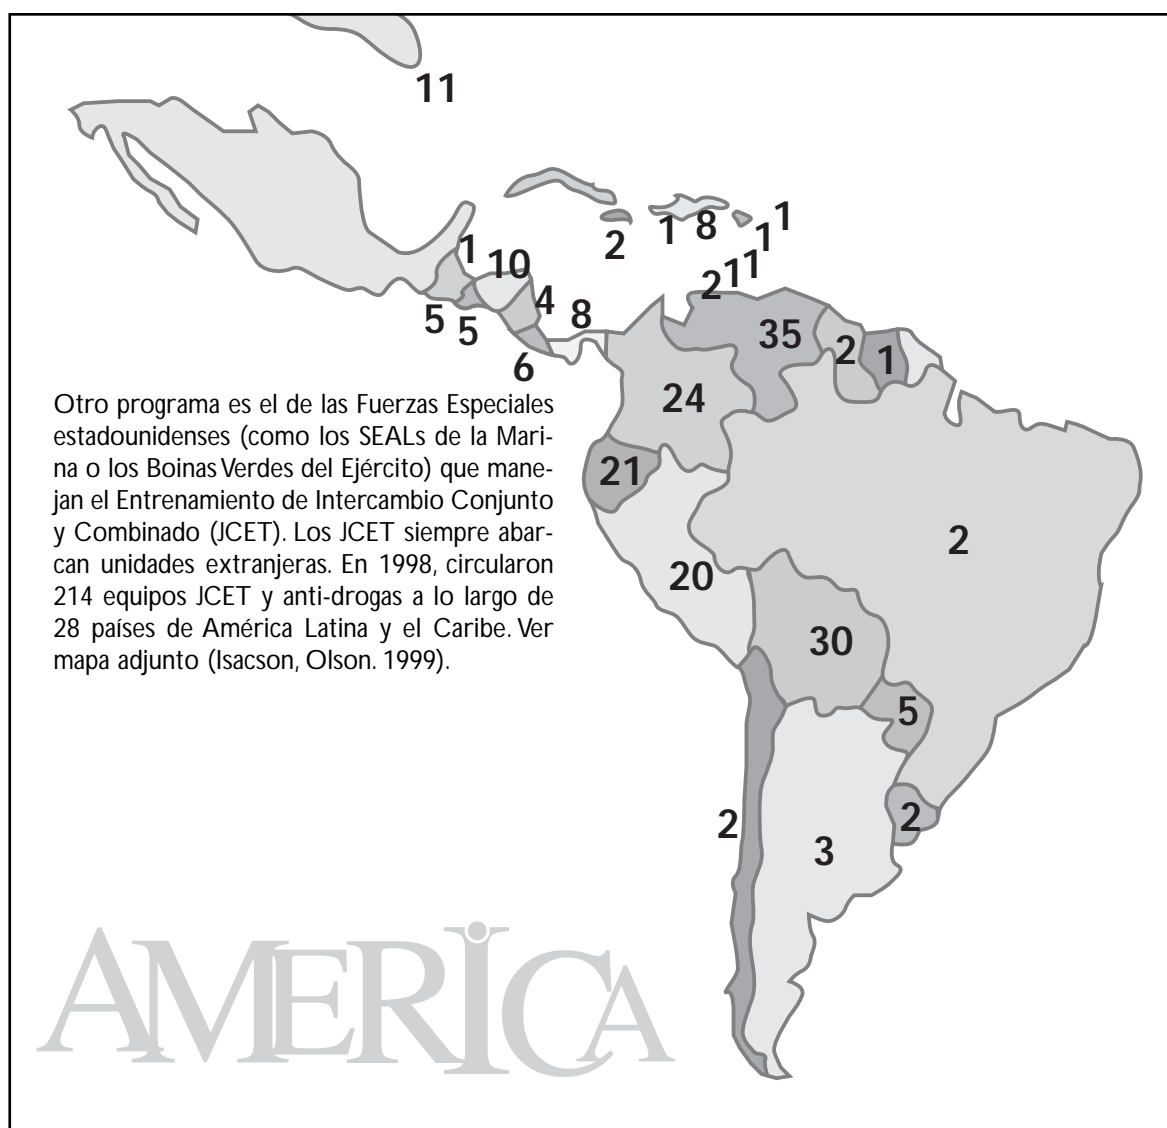 11
1
10
2
1
8
1
1
1
1
2
5
5
4
8
6
35
2
1
24
Otro programa es el de las Fuerzas Especiales
estadounidenses (como los SEALs de la Mari-
na o los Boinas Verdes del Ejército) que mane-
jan el Entrenamiento de Intercambio Conjunto
y Combinado (JCET). Los JCET siempre abar-
can unidades extranjeras. En 1998, circularon
214 equipos JCET y anti-drogas a lo largo de
28 países de América Latina y el Caribe. Ver
mapa adjunto (Isacson, Olson. 1999).
21
2
20
30
5
2
2
3
AMERICA